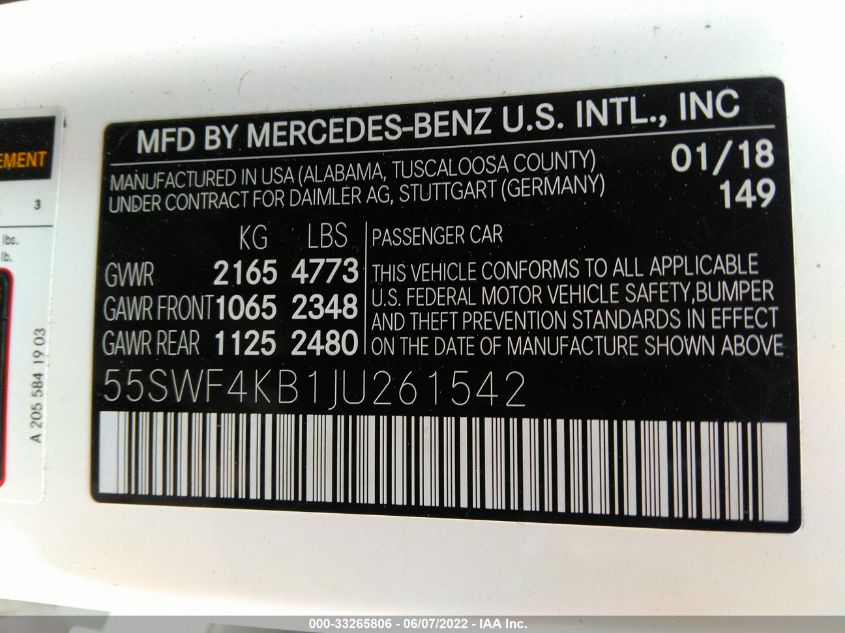 MFD BY MERCEDES-BENZ U.S. INTL., INC
MANUFACTURED IN USA (ALABAMA, TUSCALOOSA COUNTY)
UNDER CONTRACT FOR DAIMLER AG, STUTTGART (GERMANY)
01/18
149
KG LBS
GVWR 2165 4773
GAWR FRONT 1065 2348
GAWR REAR 1125 2480
PASSENGER CAR
THIS VEHICLE CONFORMS TO ALL APPLICABLE
U.S. FEDERAL MOTOR VEHICLE SAFETY, BUMPER
AND THEFT PREVENTION STANDARDS IN EFFECT
ON THE DATE OF MANUFACTURE SHOWN ABOVE
55SWF4KB1JU261542
EMENT
3
lbs.
lb.
A 205 584 19 03
000-33265806 - 06/07/2022 - IAA Inc.